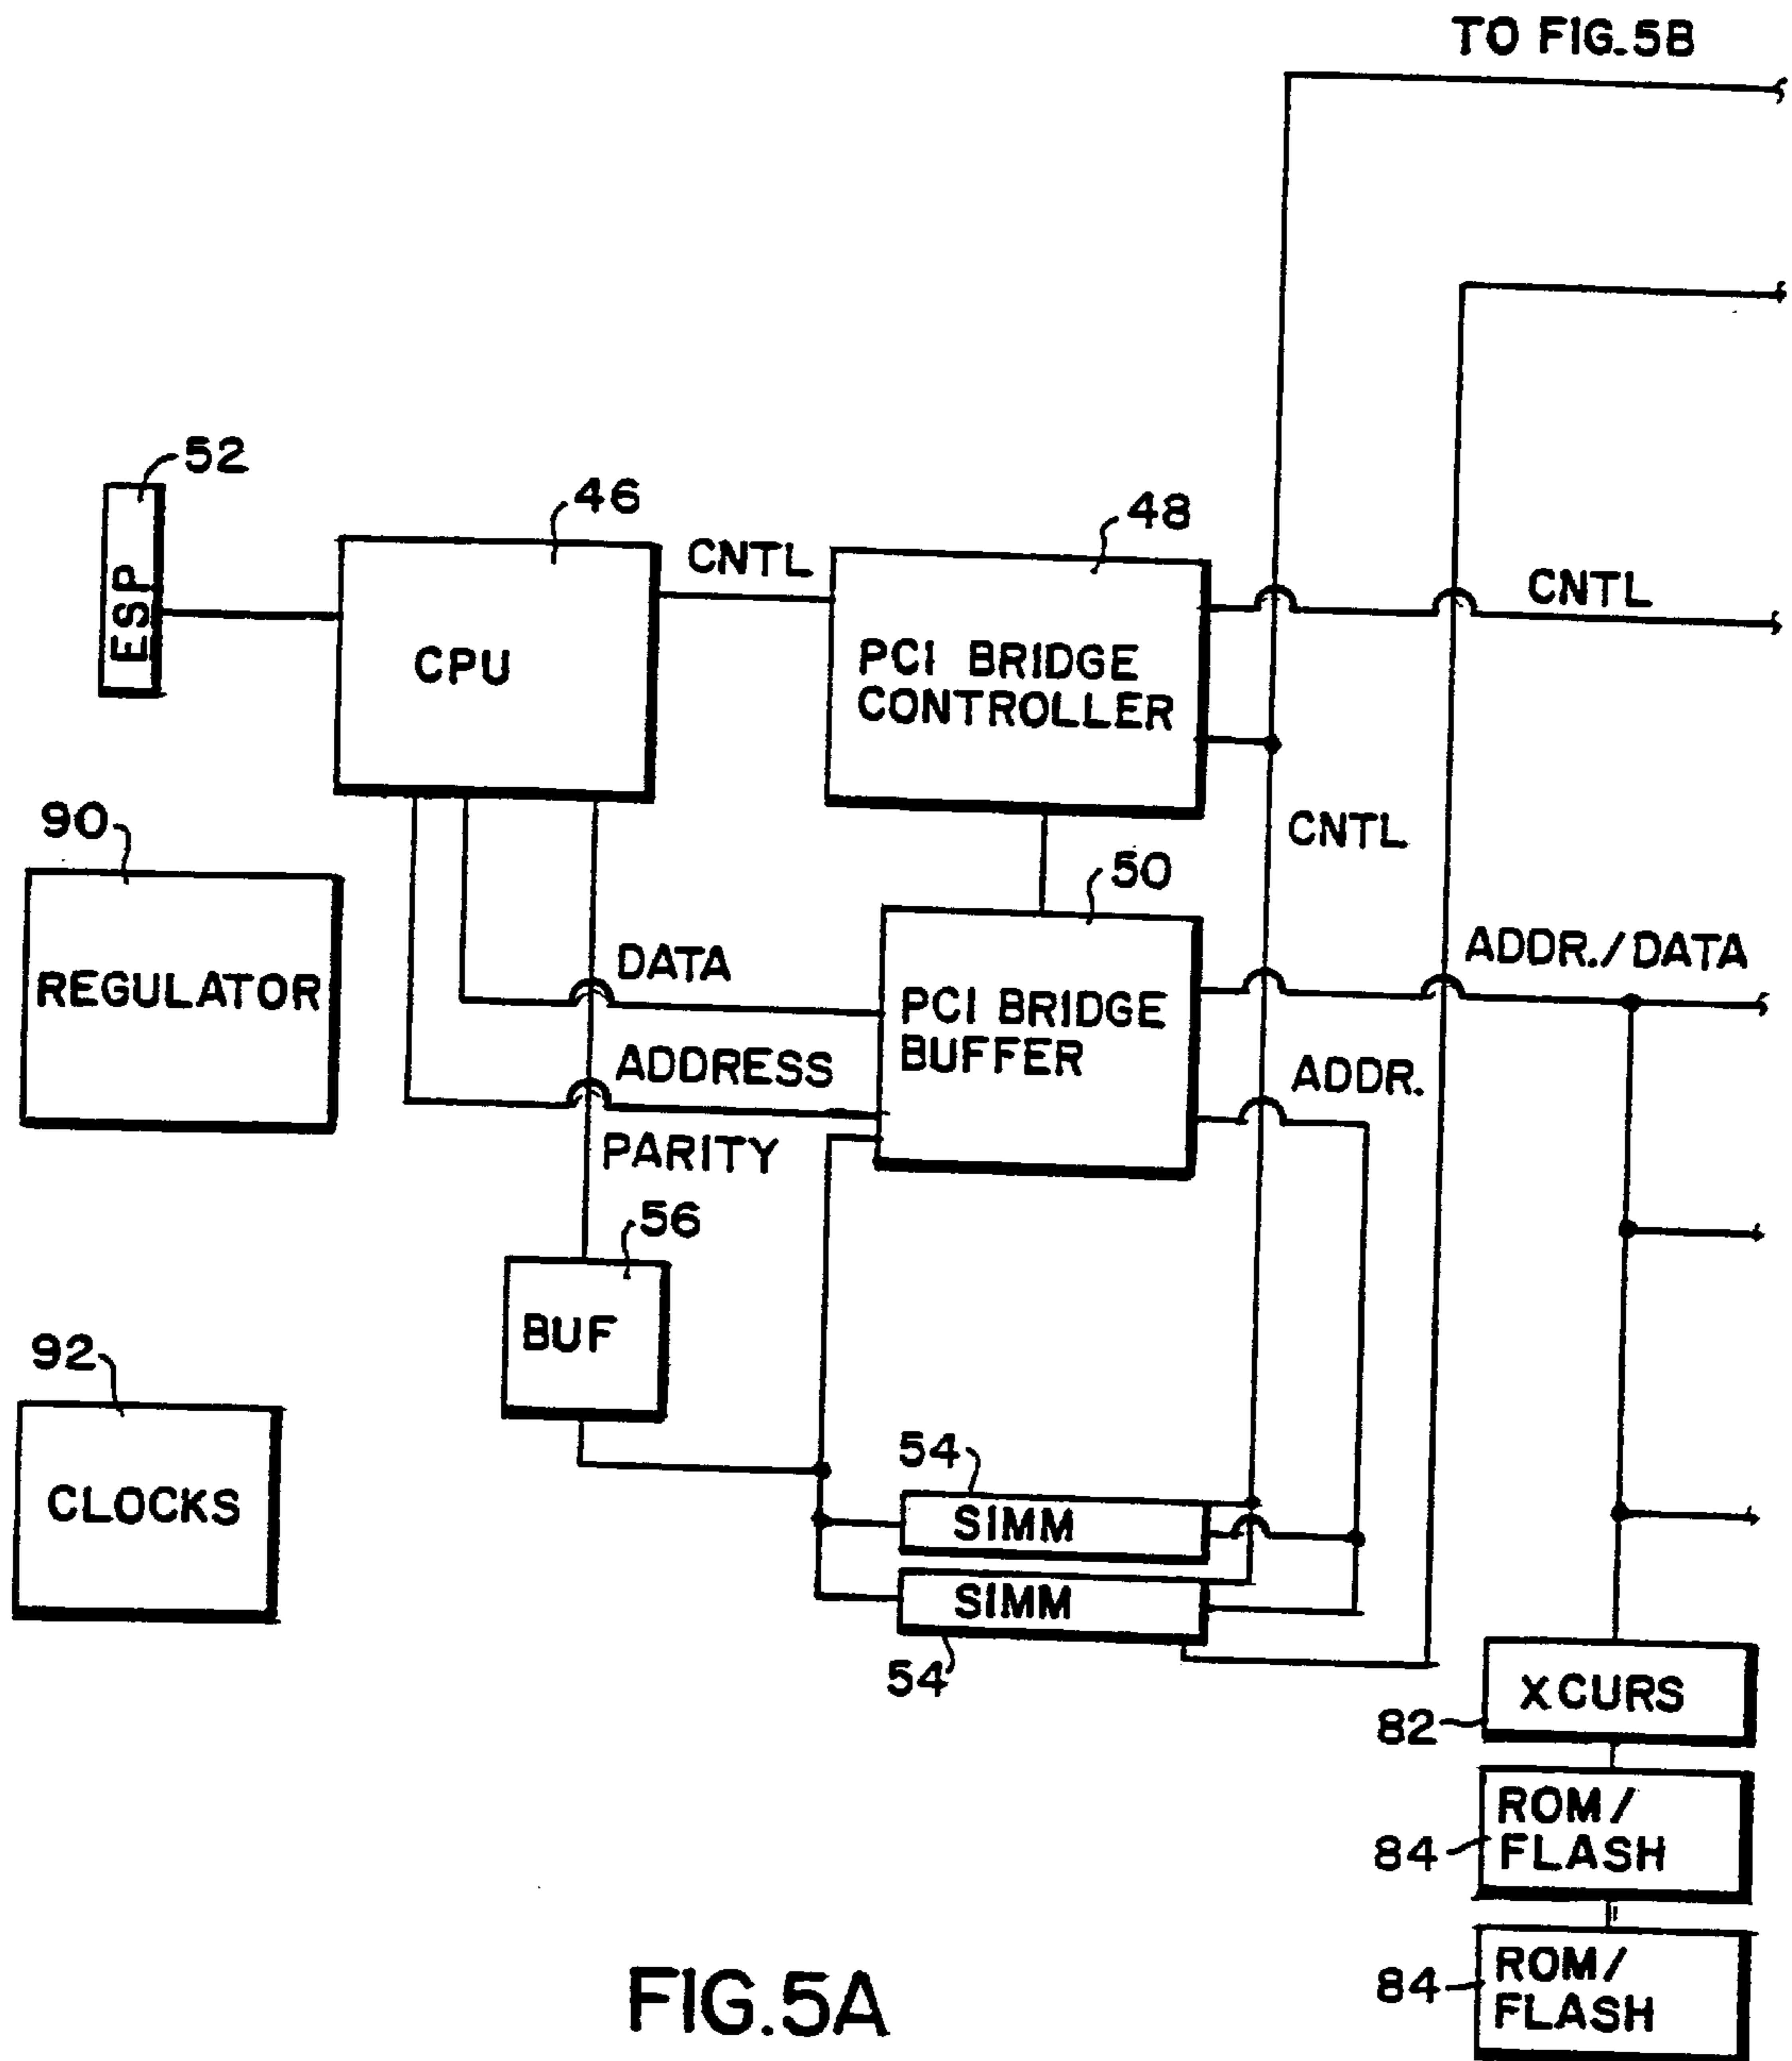 TO FIG.5B
52
46
48
CNTL
CNTL
ESP
CPU
PCI BRIDGE
CONTROLLER
90
CNTL
50
REGULATOR
DATA
ADDR./DATA
PCI BRIDGE
BUFFER
ADDRESS
ADDR.
PARITY
56
BUF
92
CLOCKS
54
SIMM
SIMM
54
XCURS
82
ROM/
FLASH
84
ROM/
FLASH
84
FIG.5A